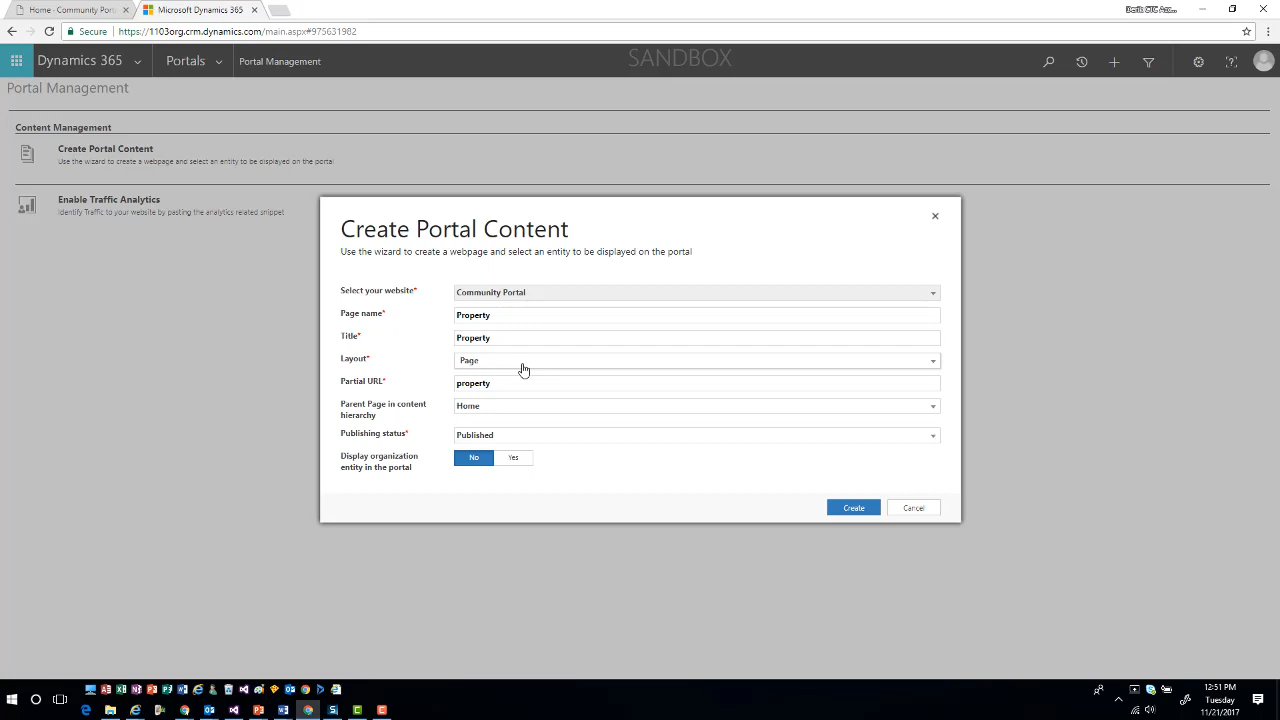 Home - Community Porta
Microsoft Dynamics 365
Secure
https://1103org.crm.dynamics.com/main.aspx#975631982
Dynamics 365
Portals
Portal Management
SANDBOX
Portal Management
Content Management
Create Portal Content
Use the wizard to create a webpage and select an entity to be displayed on the portal
Enable Traffic Analytics
Identify Traffic to your website by pasting the analytics related snippet
Create Portal Content
Use the wizard to create a webpage and select an entity to be displayed on the portal
Select your website*
Community Portal
Page name*
Property
Title*
Property
Layout*
Page
Partial URL*
property
Parent Page in content
hierarchy
Home
Publishing status*
Published
Display organization
entity in the portal
No
Yes
Create
Cancel
12:51 PM
Tuesday
11/21/2017